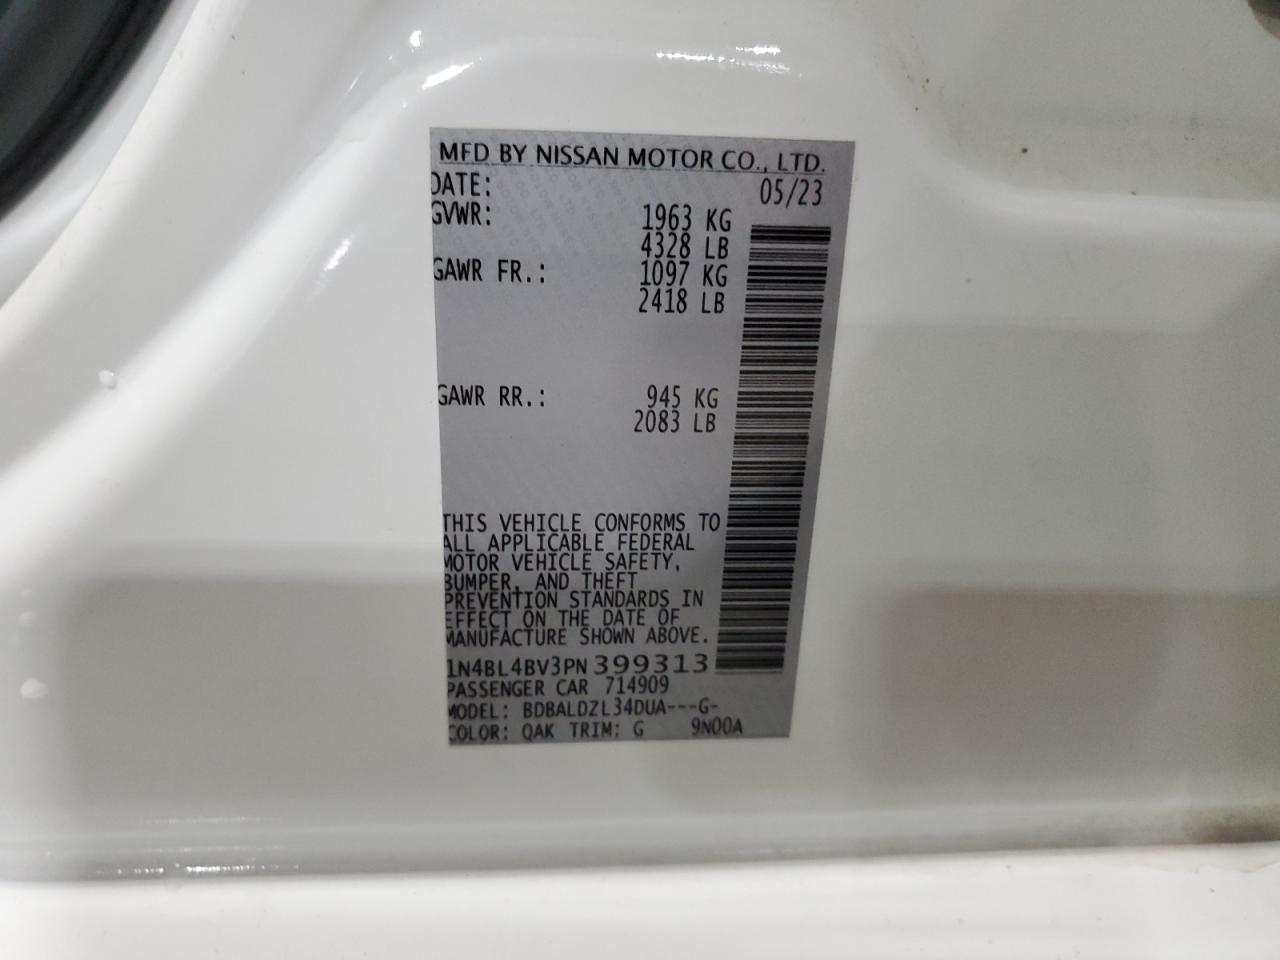 MFD BY NISSAN MOTOR CO., LTD.
DATE: 05/23
GVWR: 1963 KG
4328 LB
GAWR FR.: 1097 KG
2418 LB
GAWR RR.: 945 KG
2083 LB
THIS VEHICLE CONFORMS TO
ALL APPLICABLE FEDERAL
MOTOR VEHICLE SAFETY,
BUMPER, AND THEFT
PREVENTION STANDARDS IN
EFFECT ON THE DATE OF
MANUFACTURE SHOWN ABOVE.
1N4BL4BV3PN399313
PASSENGER CAR 714909
MODEL: BDBALDZL34DUA---G-
COLOR: QAK TRIM: G 9N00A